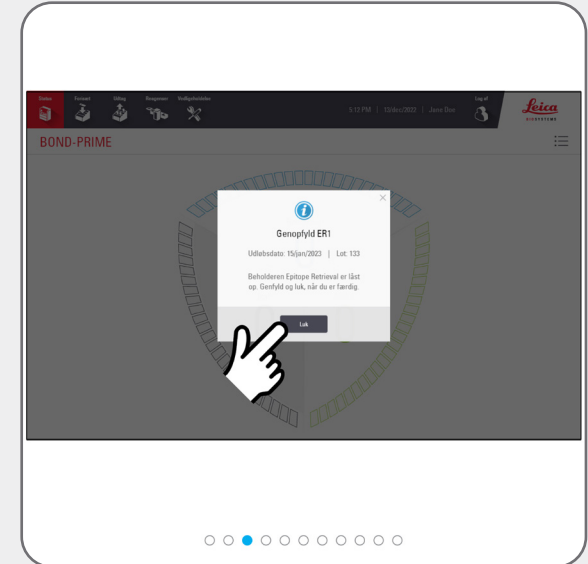 Status
Forsøg
Udtag
Reagenser
Vedligeholdelse
5:12 PM | 13/dec/2022 | Jane Doe
Log af
Leica
BIOSYSTEMS
BOND-PRIME
Genopfyld ER1
Udløbsdato: 15/jan/2023 | Lot: 133
Beholderen Epitope Retrieval er låst
op. Genfyld og luk, når du er færdig.
Luk